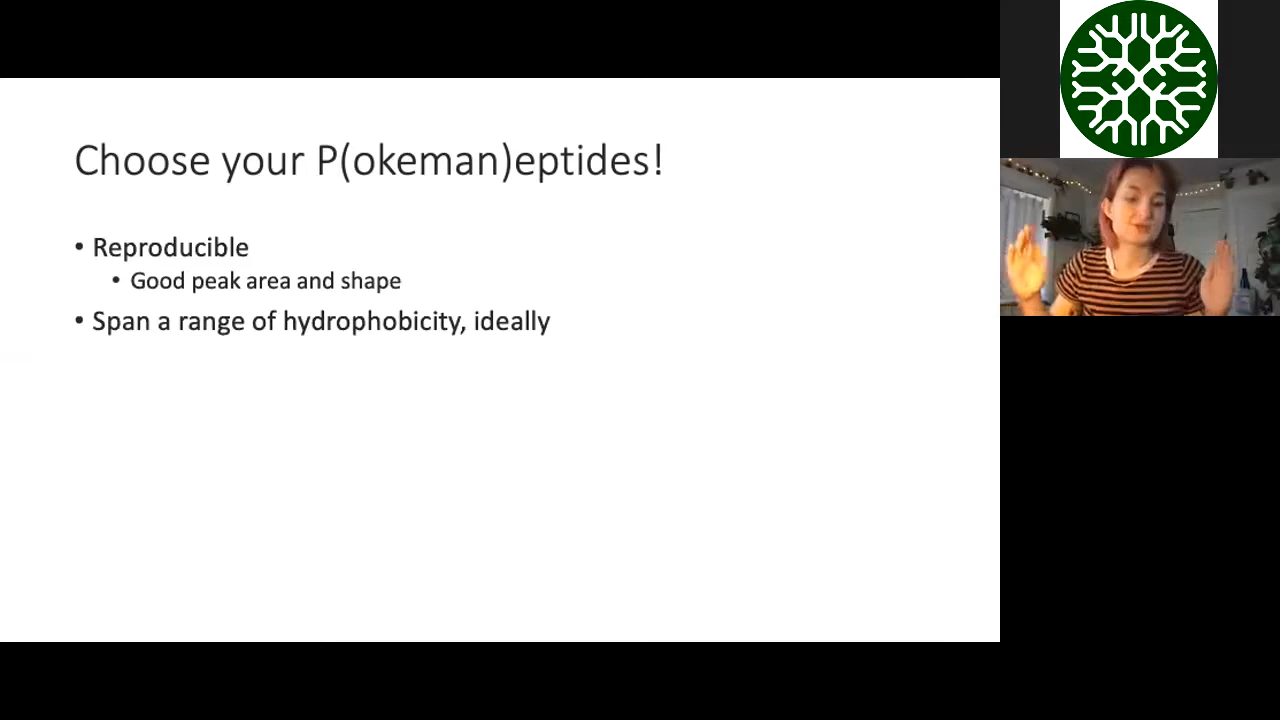 Choose your P(okeman)eptides!
• Reproducible
• Good peak area and shape
• Span a range of hydrophobicity, ideally